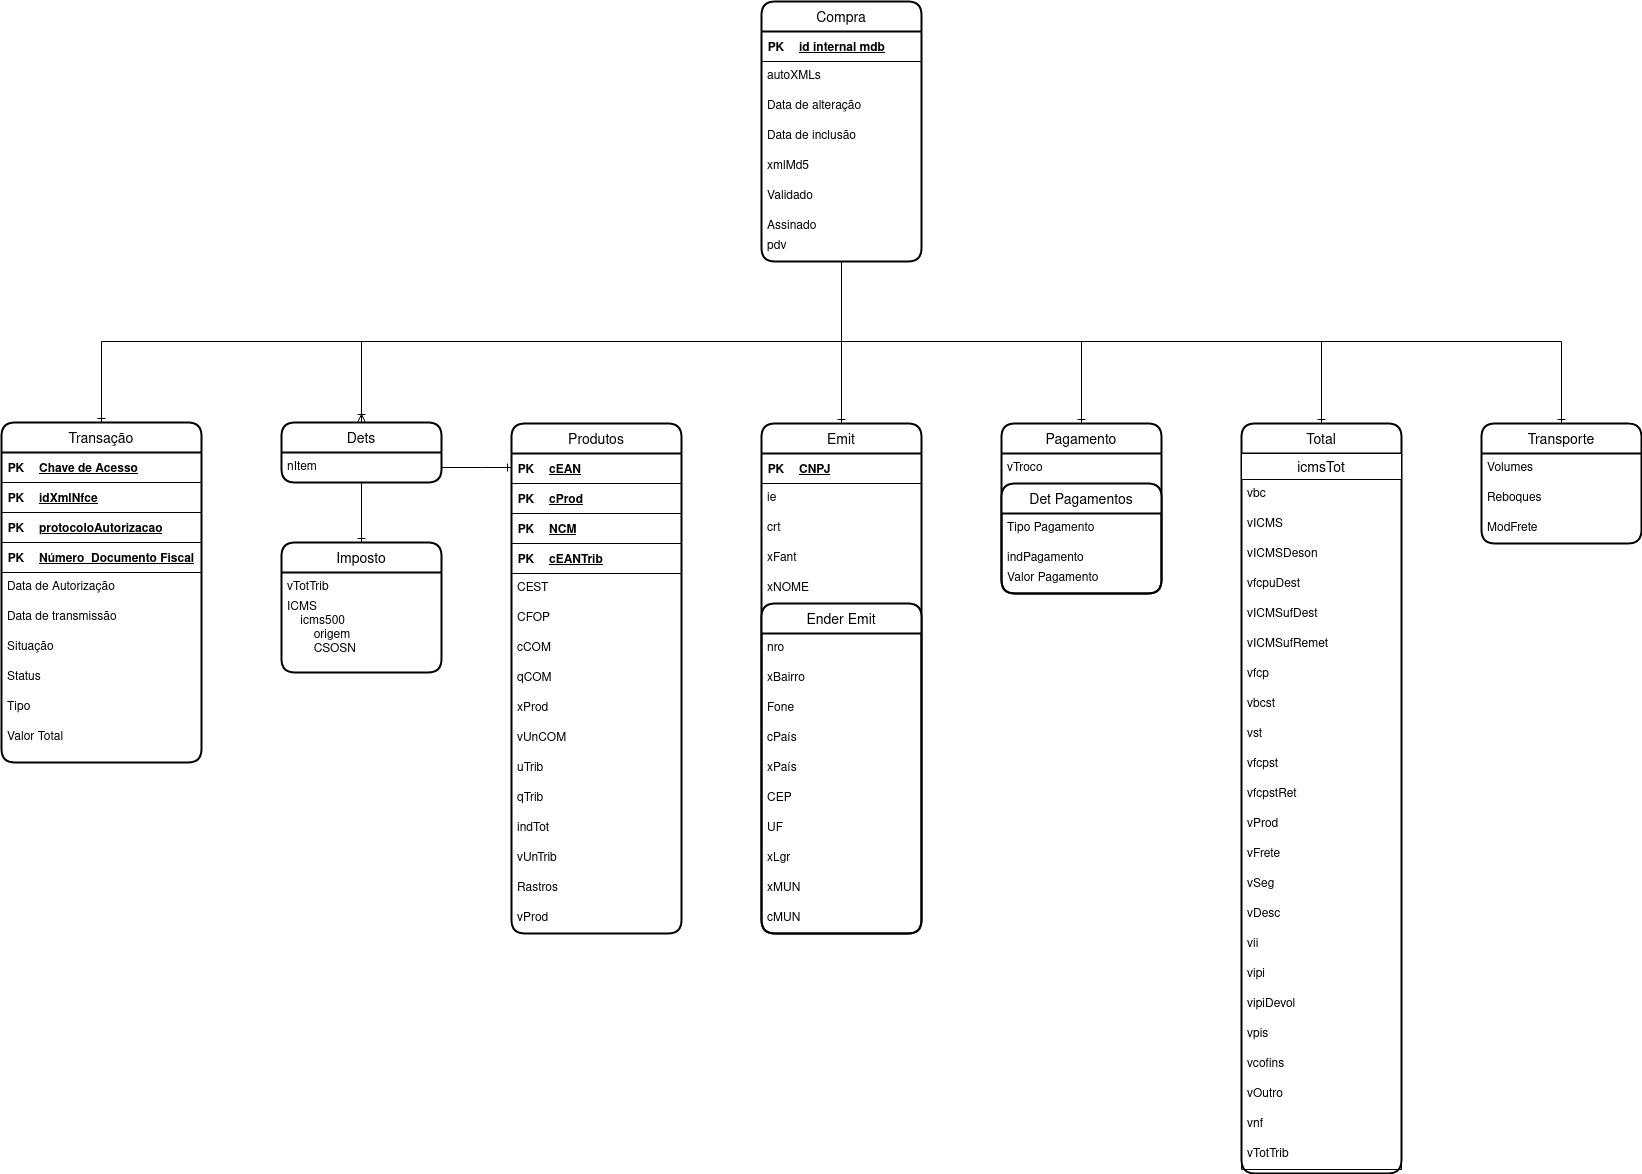 Compra
PK id internal mdb
autoXMLs
Data de alteração
Data de inclusão
xmlMd5
Validado
Assinado
pdv
Transação
PK Chave de Acesso
PK idXmlNfce
PK protocoloAutorizacao
PK Número Documento Fiscal
Data de Autorização
Data de transmissão
Situação
Status
Tipo
Valor Total
Dets
nItem
Imposto
vTotTrib
ICMS
icms500
origem
CSOSN
Produtos
PK cEAN
PK cProd
PK NCM
PK cEANTrib
CEST
CFOP
cCOM
qCOM
xProd
vUnCOM
uTrib
qTrib
indTot
vUnTrib
Rastros
vProd
Emit
PK CNPJ
ie
crt
xFant
xNOME
Ender Emit
nro
xBairro
Fone
cPaís
xPaís
CEP
UF
xLgr
xMUN
cMUN
Pagamento
vTroco
Det Pagamentos
Tipo Pagamento
indPagamento
Valor Pagamento
Total
icmsTot
vbc
vICMS
vICMSDeson
vfcpuDest
vICMSufDest
vICMSufRemet
vfcp
vbcst
vst
vfcpst
vfcpstRet
vProd
vFrete
vSeg
vDesc
vii
vipi
vipiDevol
vpis
vcofins
vOutro
vnf
vTotTrib
Transporte
Volumes
Reboques
ModFrete